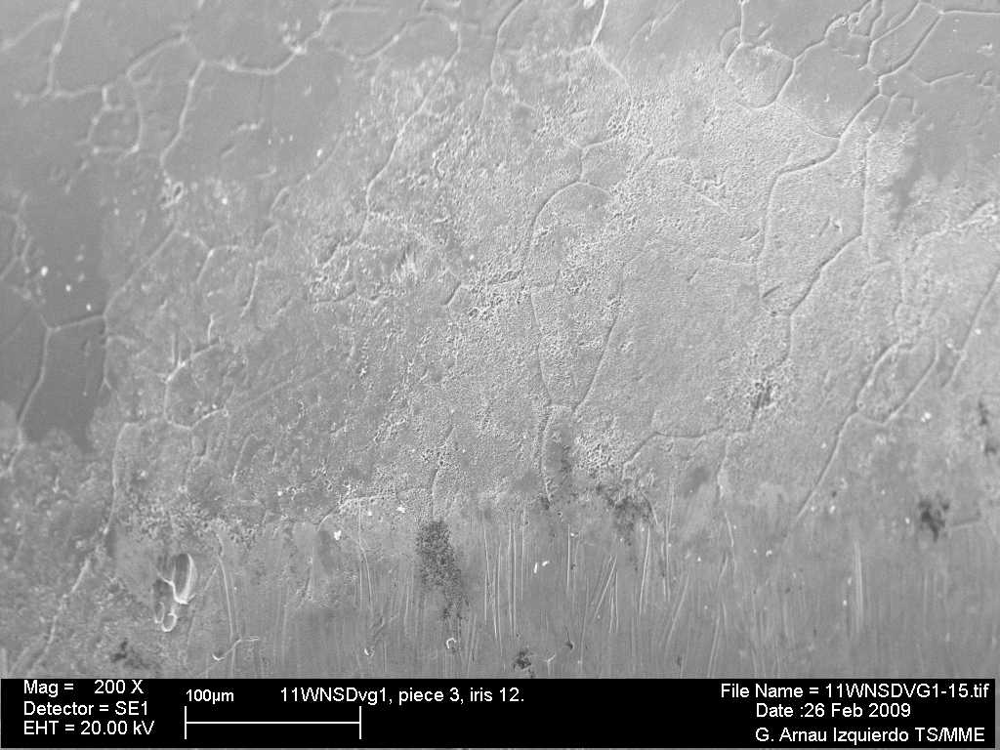 Mag = 200 X
Detector = SE1
EHT = 20.00 kV
100µm
11WNSDvg1, piece 3, iris 12.
File Name = 11WNSDVG1-15.tif
Date :26 Feb 2009
G. Arnau Izquierdo TS/MME